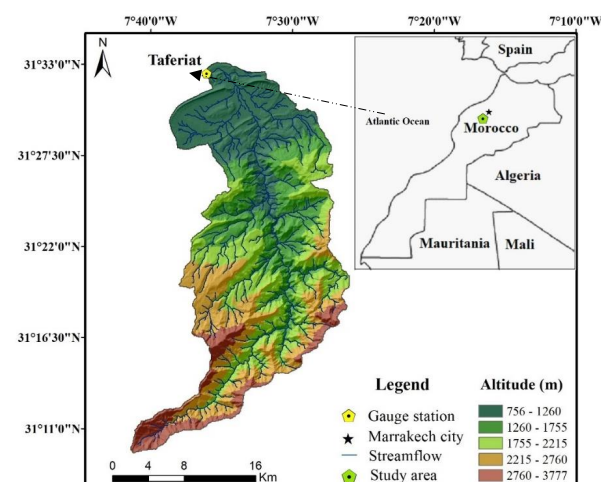 7°40'0"W 7°30'0"W 7°20'0"W 7°10'0"W
N
31°33'0"N
31°27'30"N
31°22'0"N
31°16'30"N
31°11'0"N
Taferiat
Spain
Atlantic Ocean
Morocco
Algeria
Mauritania
Mali
Legend
Gauge station
Marrakech city
Streamflow
Study area
Altitude (m)
756 - 1260
1260 - 1755
1755 - 2215
2215 - 2760
2760 - 3777
0 4 8 16
Km